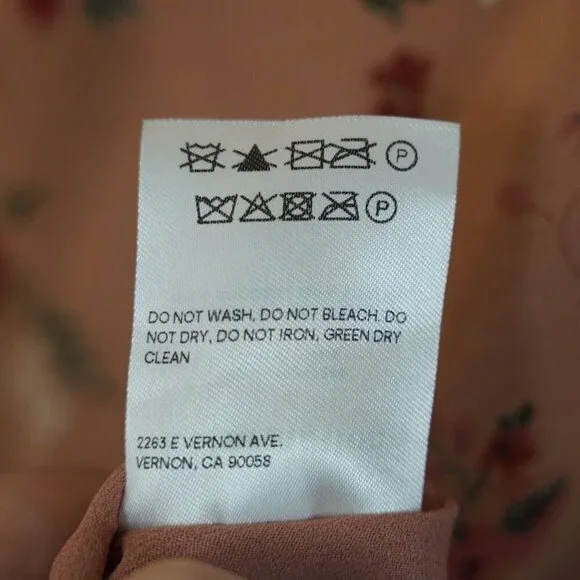 P
P
DO NOT WASH, DO NOT BLEACH. DO
NOT DRY, DO NOT IRON, GREEN DRY
CLEAN
2263 E VERNON AVE.
VERNON, CA 90058